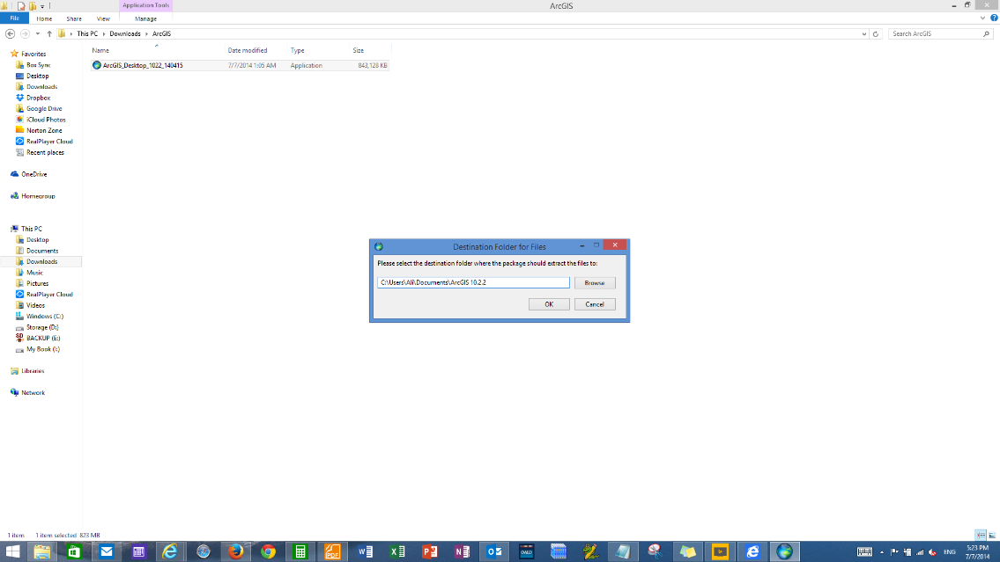 Application Tools
ArcGIS
File
Home
Share
View
Manage
This PC
Downloads
ArcGIS
Search ArcGIS
Name
Date modified
Type
Size
ArcGIS_Desktop_1022_140415
7/7/2014 1:05 AM
Application
843,128 KB
Favorites
Box Sync
Desktop
Downloads
Dropbox
Google Drive
iCloud Photos
Norton Zone
RealPlayer Cloud
Recent places
OneDrive
Homegroup
This PC
Desktop
Documents
Downloads
Music
Pictures
RealPlayer Cloud
Videos
Windows (C:)
Storage (D:)
BACKUP (E:)
My Book (I:)
Libraries
Network
Destination Folder for Files
Please select the destination folder where the package should extract the files to:
C:\Users\Ali\Documents\ArcGIS 10.2.2
Browse
OK
Cancel
1 item
1 item selected 823 MB
PDF
ENG
5:23 PM
7/7/2014